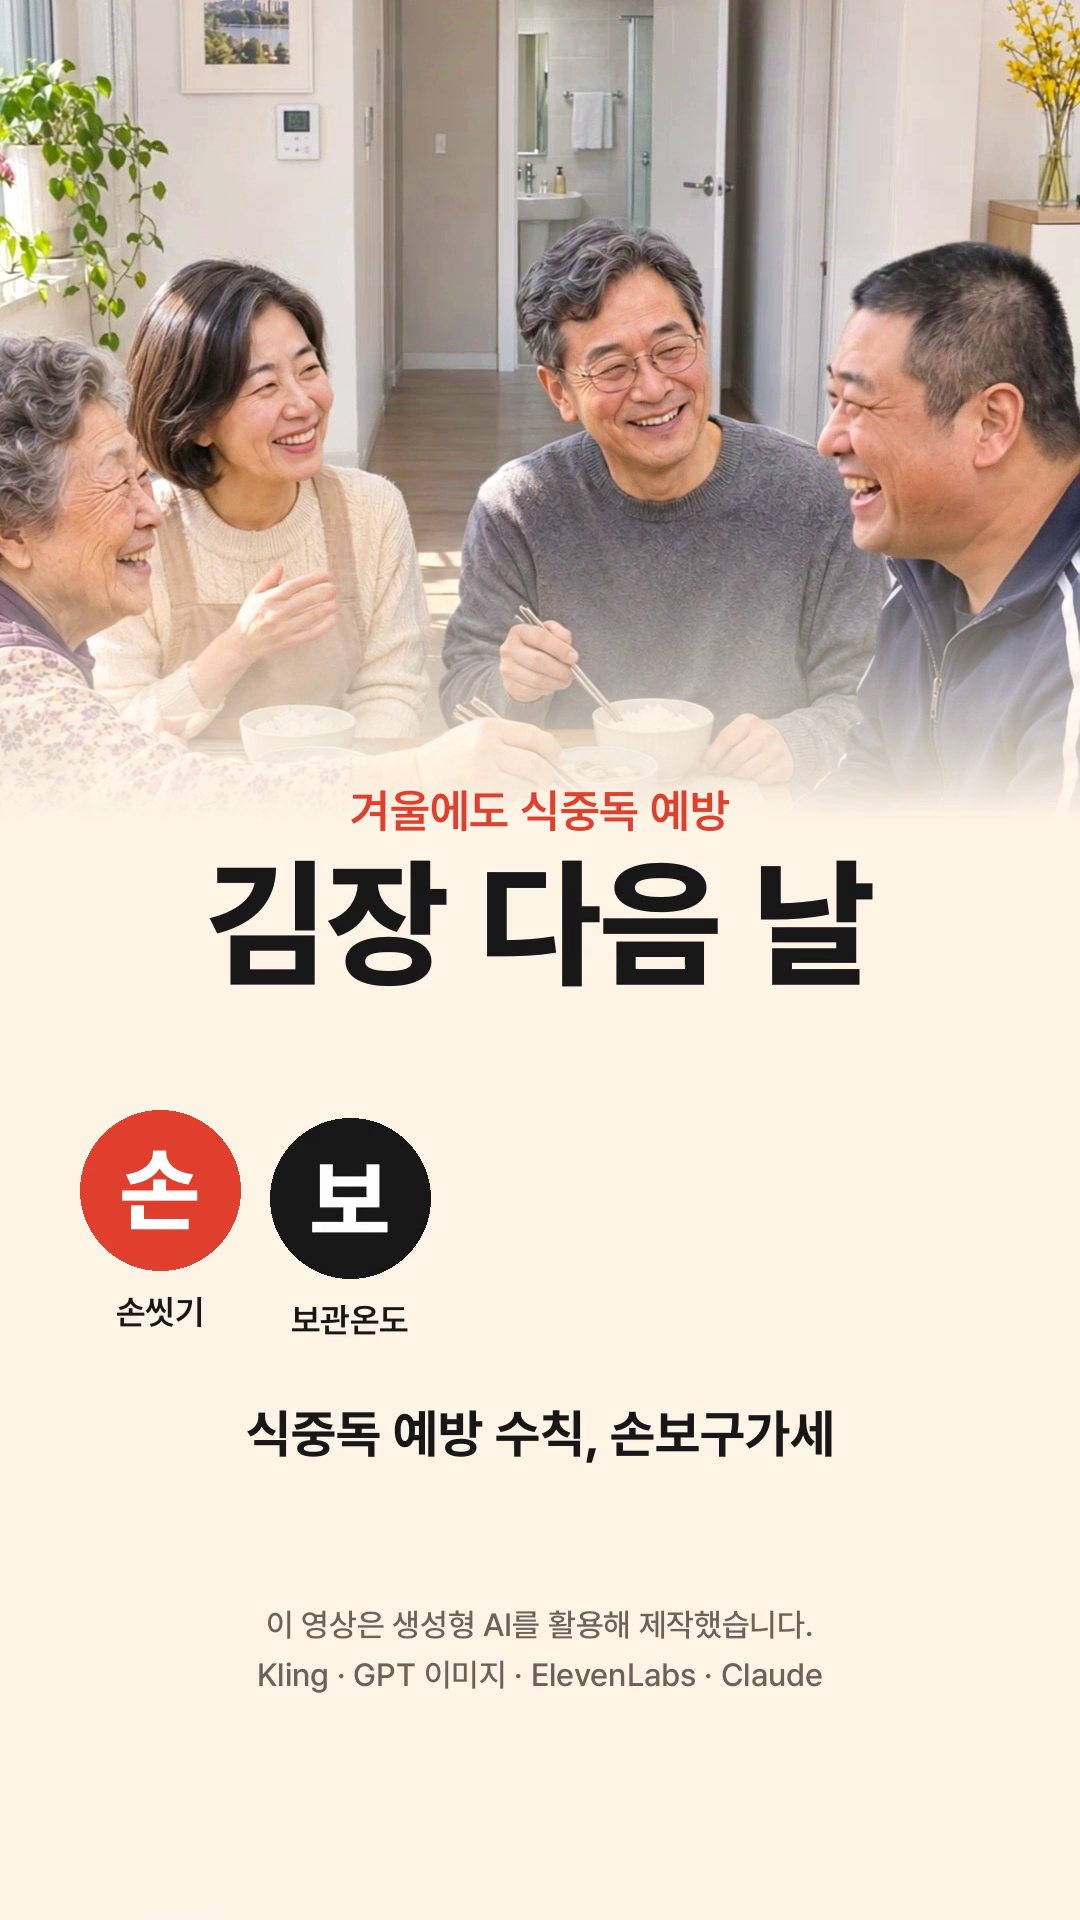 겨울에도 식중독 예방
김장 다음 날
손 보
손씻기 보관온도
식중독 예방 수칙, 손보구가세
이 영상은 생성형 AI를 활용해 제작했습니다.
Kling · GPT 이미지 · ElevenLabs · Claude